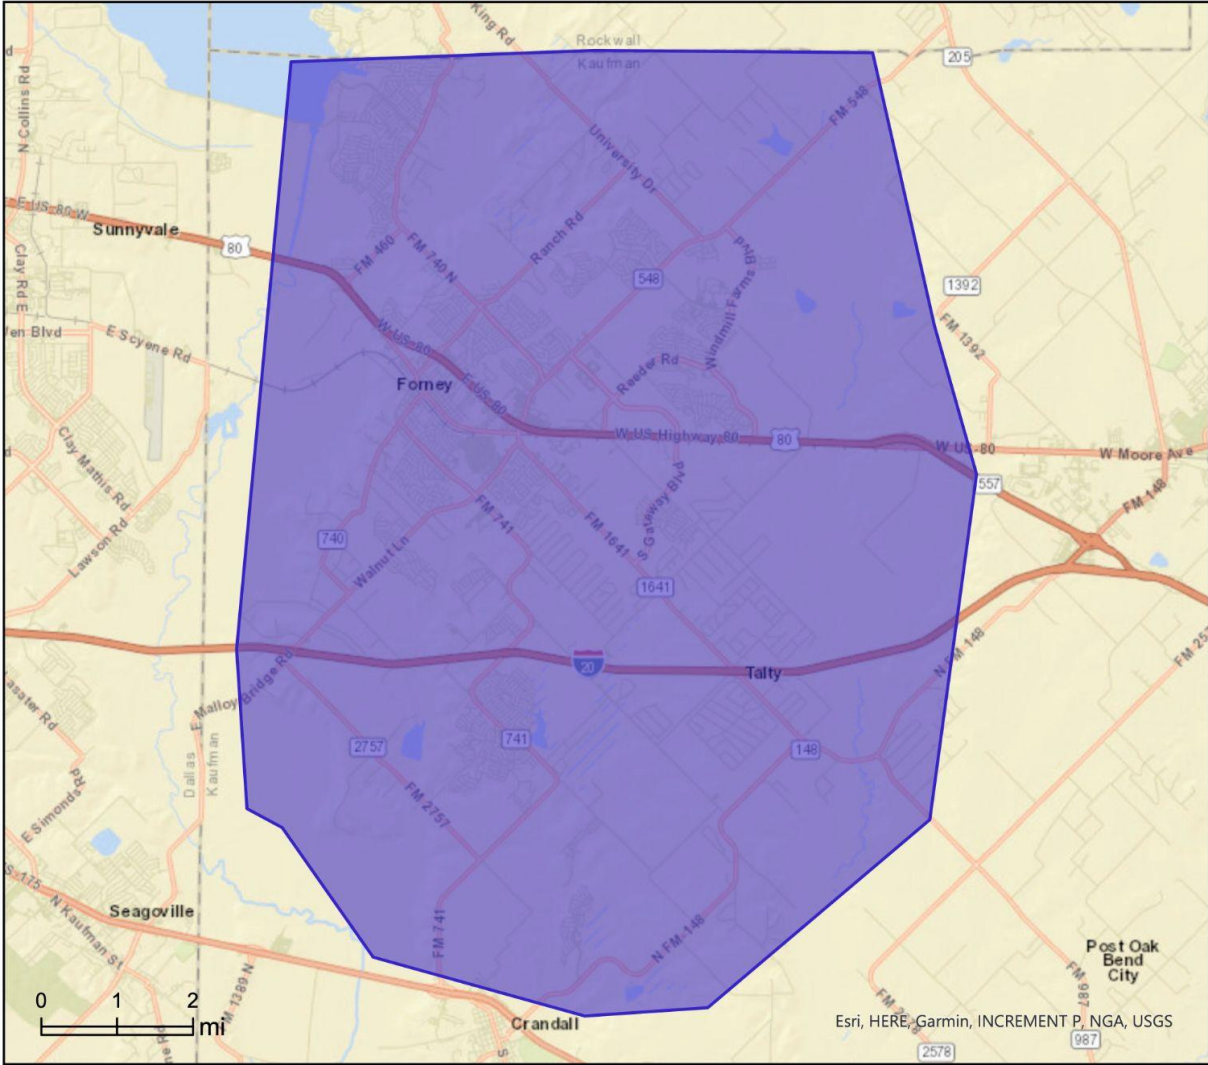 King Rd
Rockwall
Kaufman
205
N Collins Rd
FM 548
University Dr
E US-80 W
Sunnyvale
80
FM 460
FM 740 N
Ranch Rd
548
Windmill Farms Blvd
Clay Rd E
1392
FM 1392
E Scyene Rd
W US-80
Forney
E US-80
Reeder Rd
W US Highway 80
80
W US-80
W Moore Ave
557
FM 148
Clay Mathis Rd
Lawson Rd
FM 741
FM 1641
S Gateway Blvd
740
Walnut Ln
1641
20
Talty
N FM 148
E Malloy Bridge Rd
Dallas
Kaufman
2757
741
148
FM 2757
E Simonds Rd
N Kaufman St
Seagoville
FM 741
N FM-148
Post Oak
Bend
City
FM 987
0 1 2
mi
Crandall
Esri, HERE, Garmin, INCREMENT P, NGA, USGS
987
2578